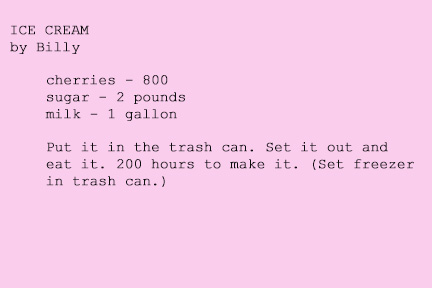 ICE CREAM
by Billy
cherries – 800
sugar – 2 pounds
milk – 1 gallon
Put it in the trash can. Set it out and
eat it. 200 hours to make it. (Set freezer
in trash can.)